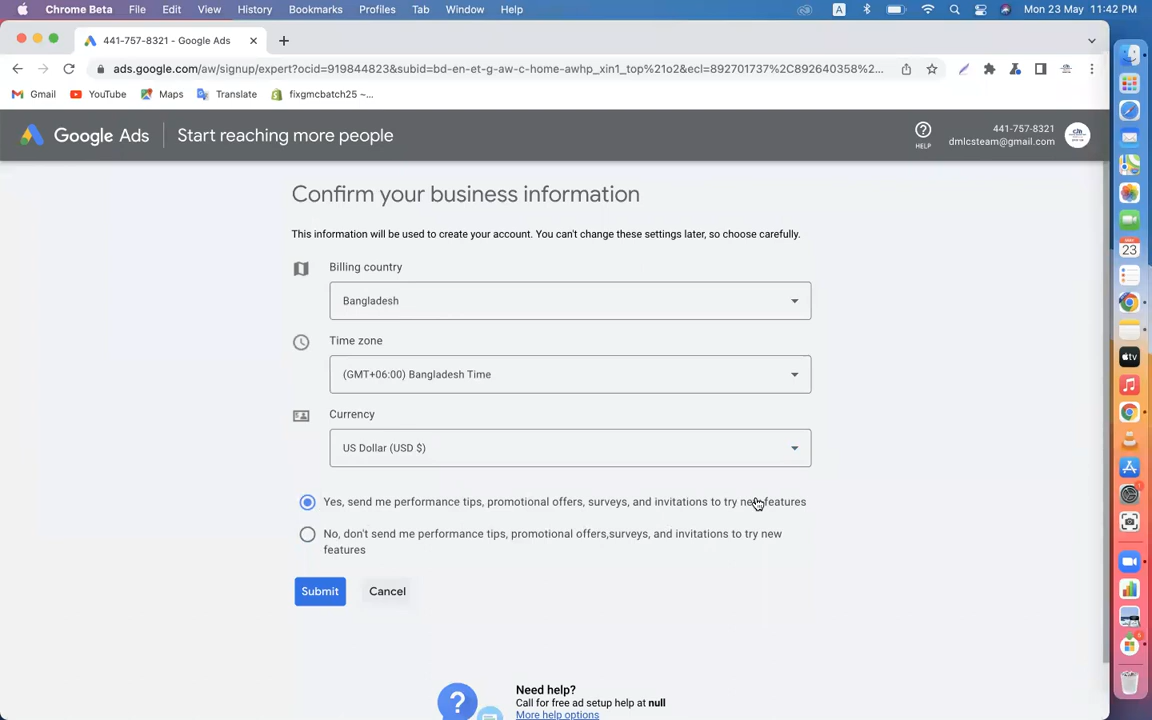 Chrome Beta File Edit View History Bookmarks Profiles Tab Window Help A Mon 23 May 11:42 PM
441-757-8321 - Google Ads
ads.google.com/aw/signup/expert?ocid=919844823&subid=bd-en-et-g-aw-c-home-awhp_xin1_top%21o2&ecl=892701737%2C892640358%2...
Gmail YouTube Maps Translate fixgmcbatch25 ~...
Google Ads Start reaching more people
HELP
441-757-8321
dmlcsteam@gmail.com
Confirm your business information
This information will be used to create your account. You can't change these settings later, so choose carefully.
Billing country
Bangladesh
Time zone
(GMT+06:00) Bangladesh Time
Currency
US Dollar (USD $)
Yes, send me performance tips, promotional offers, surveys, and invitations to try new features
No, don't send me performance tips, promotional offers,surveys, and invitations to try new
features
Submit Cancel
Need help?
Call for free ad setup help at null
More help options
23
tv